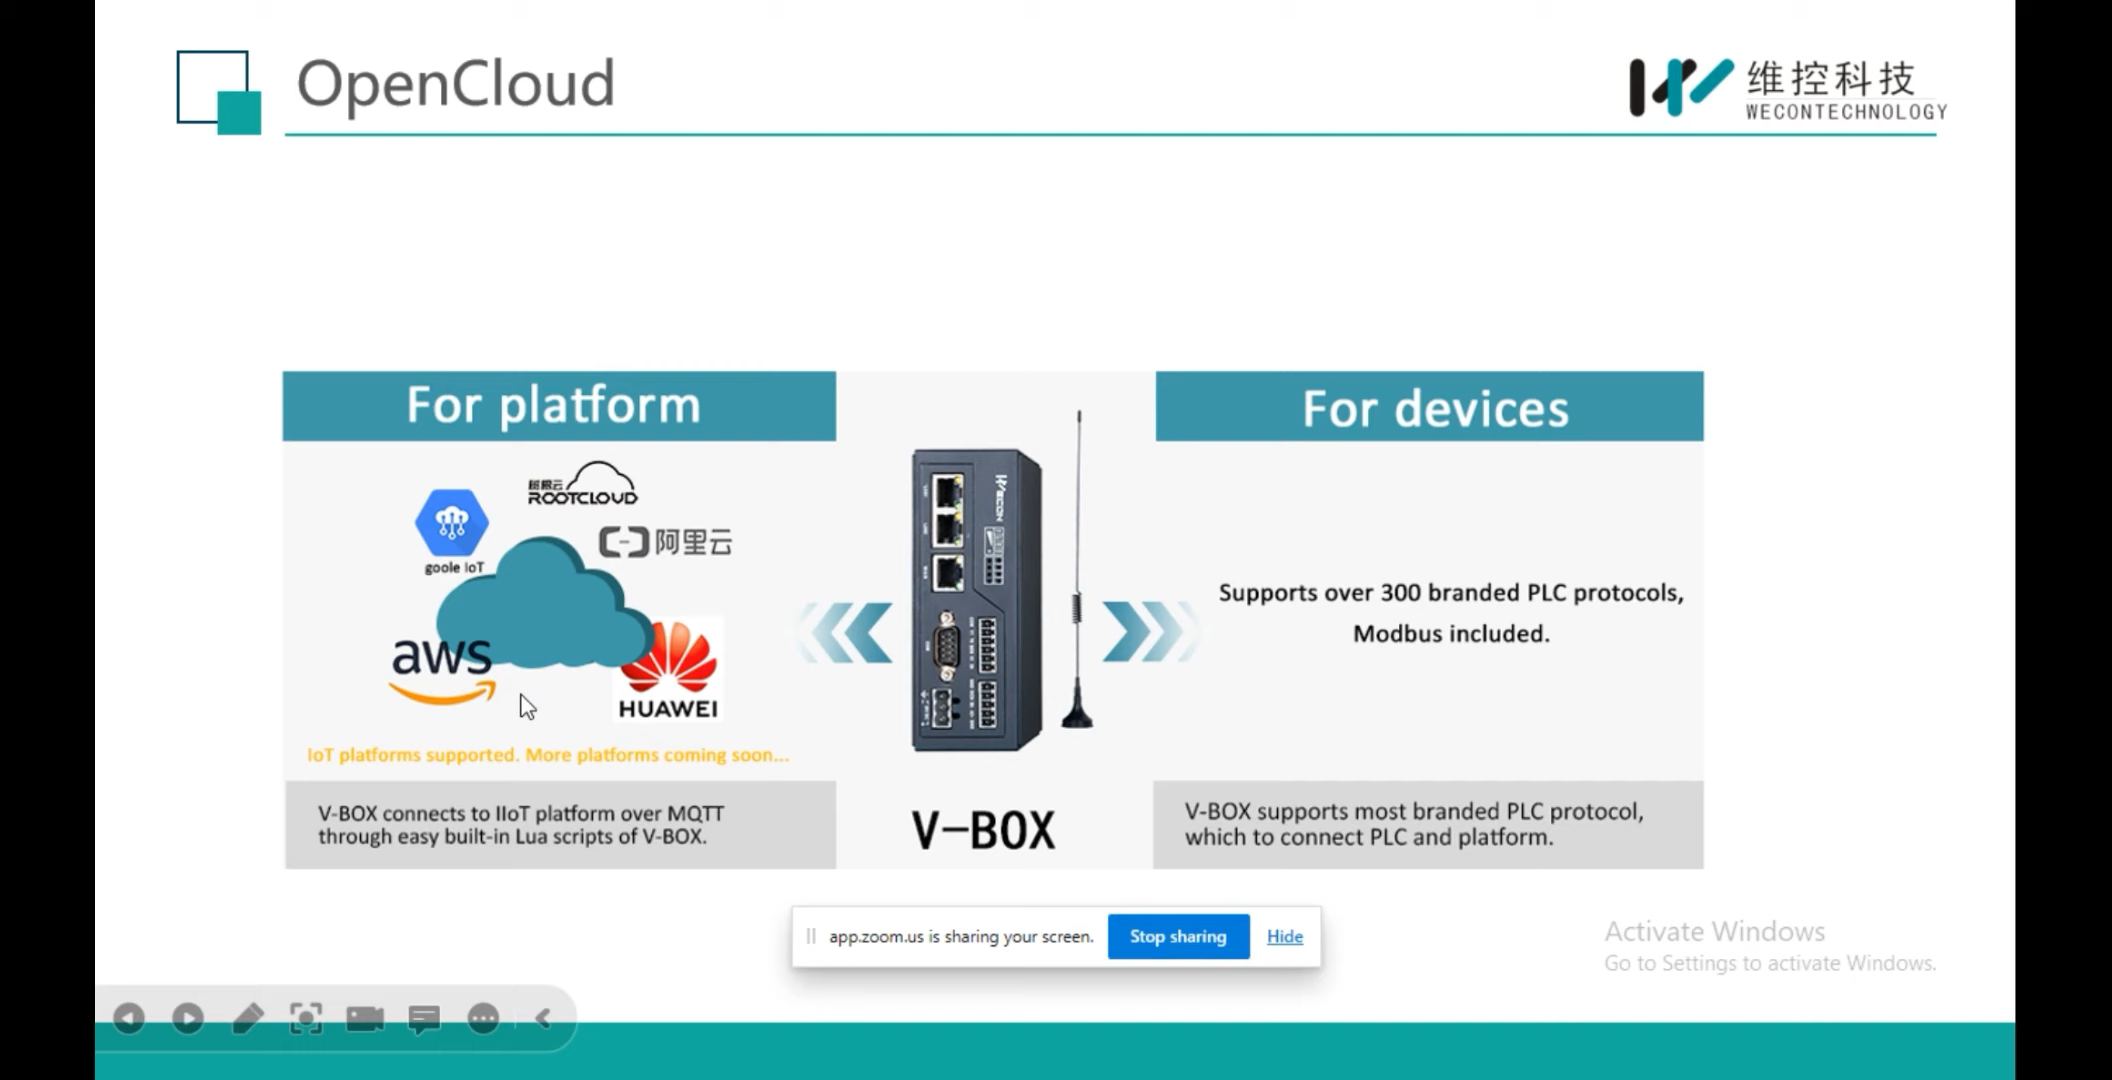 OpenCloud
维控科技
WECONTECHNOLOGY
For platform
树根云
ROOTCLOUD
goole IoT
阿里云
aws
HUAWEI
IoT platforms supported. More platforms coming soon...
V-BOX connects to IIoT platform over MQTT
through easy built-in Lua scripts of V-BOX.
WECON
V-BOX
For devices
Supports over 300 branded PLC protocols,
Modbus included.
V-BOX supports most branded PLC protocol,
which to connect PLC and platform.
app.zoom.us is sharing your screen.
Stop sharing
Hide
Activate Windows
Go to Settings to activate Windows.